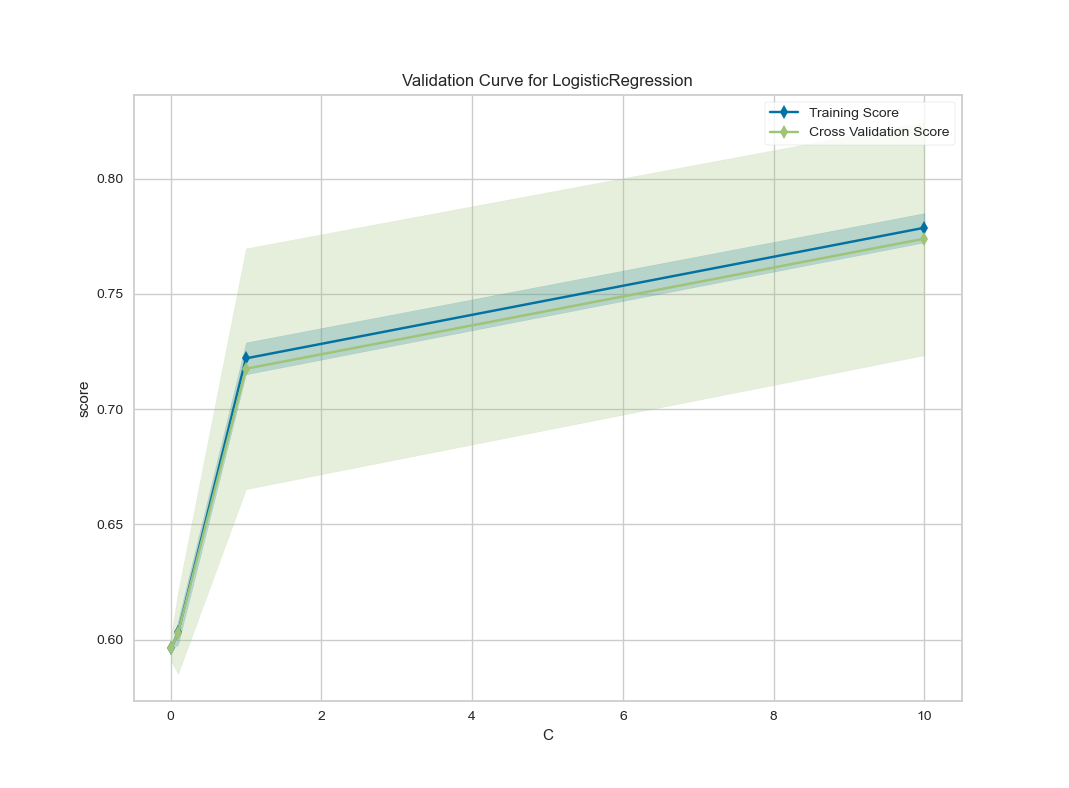 Validation Curve for LogisticRegression
Training Score
Cross Validation Score
0.80
0.75
0.70
0.65
0.60
score
0 2 4 6 8 10
C